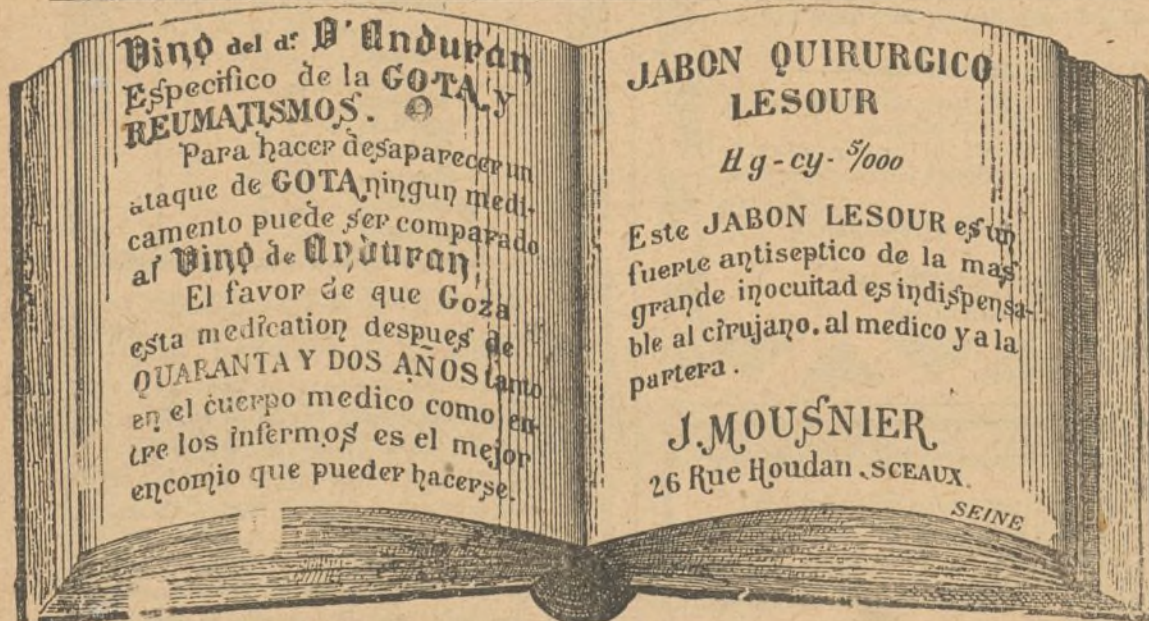 Vino del dr. D'Anduran
Especifico de la GOTA y
REUMATISMOS.
Para hacer desaparecer un
ataque de GOTA ningun medi-
camento puede ser comparado
al Vino de Anduran!
El favor de que Goza
esta medication despues de
QUARANTA Y DOS AÑOS tanto
en el cuerpo medico como en-
tre los infermos es el mejor
encomio que pueder hacerse.
JABON QUIRURGICO
LESOUR
Hg-cy- 5/000
Este JABON LESOUR es un
fuerte antiseptico de la mas
grande inocuitad es indispensa-
ble al cirujano. al medico y a la
partera.
J. MOUSNIER
26 Rue Houdan. SCEAUX.
SEINE